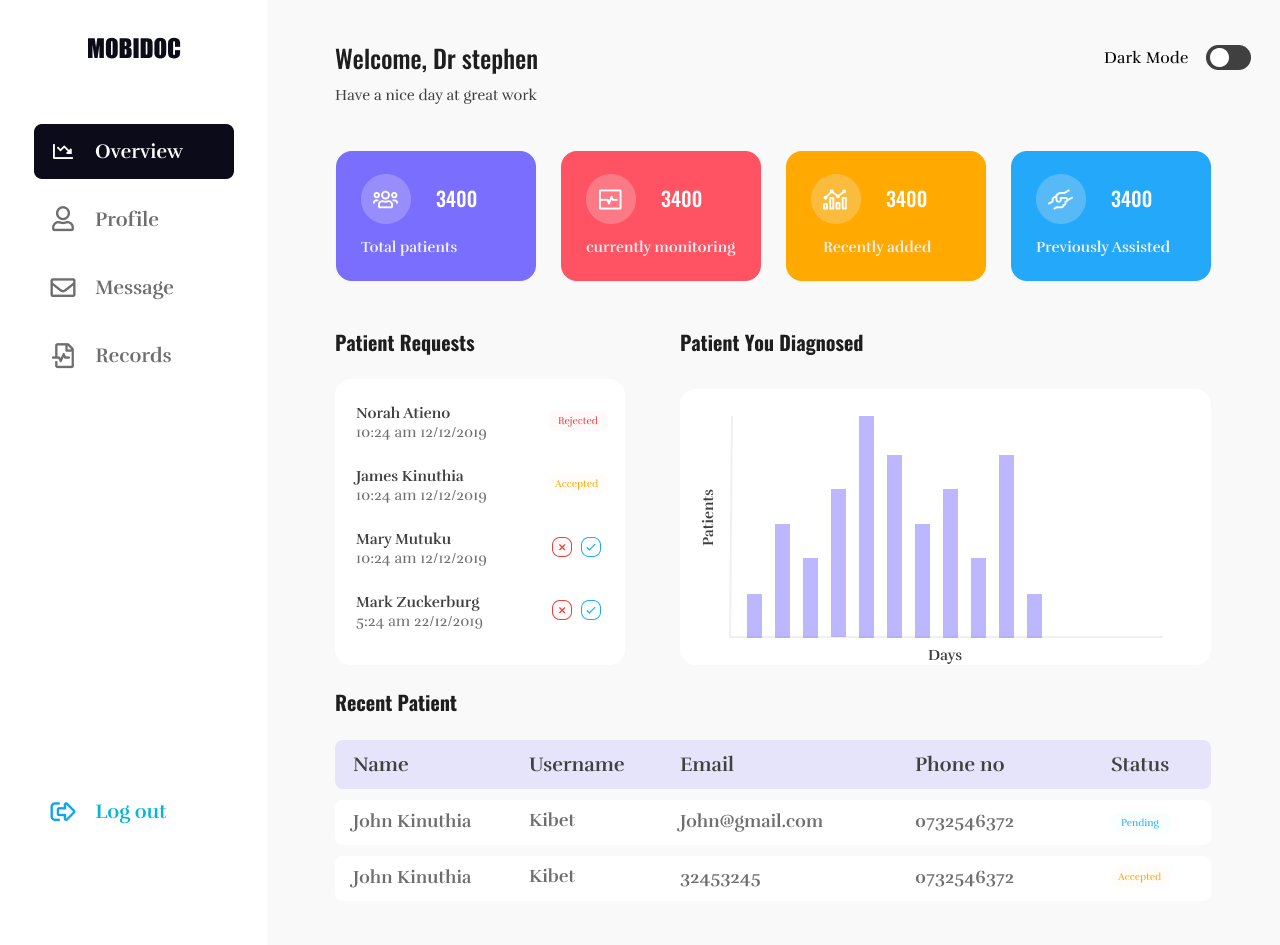 MOBIDOC
Overview
Profile
Message
Records
Log out
Welcome, Dr stephen
Have a nice day at great work
Dark Mode
3400
Total patients
3400
currently monitoring
3400
Recently added
3400
Previously Assisted
Patient Requests
Norah Atieno
10:24 am 12/12/2019
Rejected
James Kinuthia
10:24 am 12/12/2019
Accepted
Mary Mutuku
10:24 am 12/12/2019
Mark Zuckerburg
5:24 am 22/12/2019
Patient You Diagnosed
Patients
Days
Recent Patient
Name Username Email Phone no Status
John Kinuthia Kibet John@gmail.com 0732546372 Pending
John Kinuthia Kibet 32453245 0732546372 Accepted